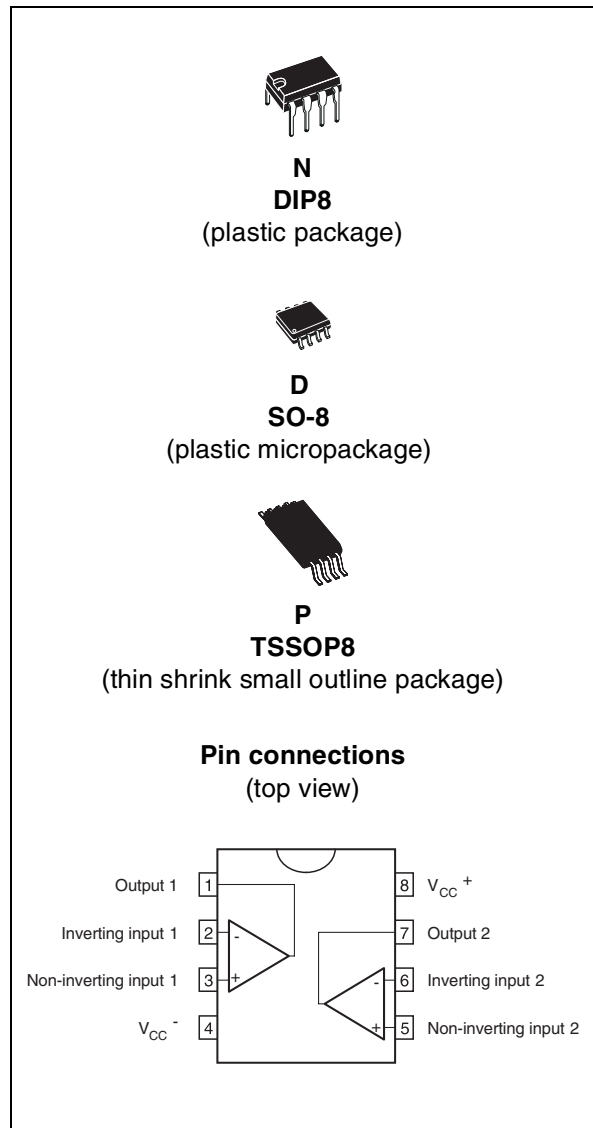 N
DIP8
(plastic package)
D
SO-8
(plastic micropackage)
P
TSSOP8
(thin shrink small outline package)
Pin connections
(top view)
Output 1 1 8 VCC +
Inverting input 1 2 - 7 Output 2
- 6 Inverting input 2
Non-inverting input 1 3 +
VCC - 4 + 5 Non-inverting input 2